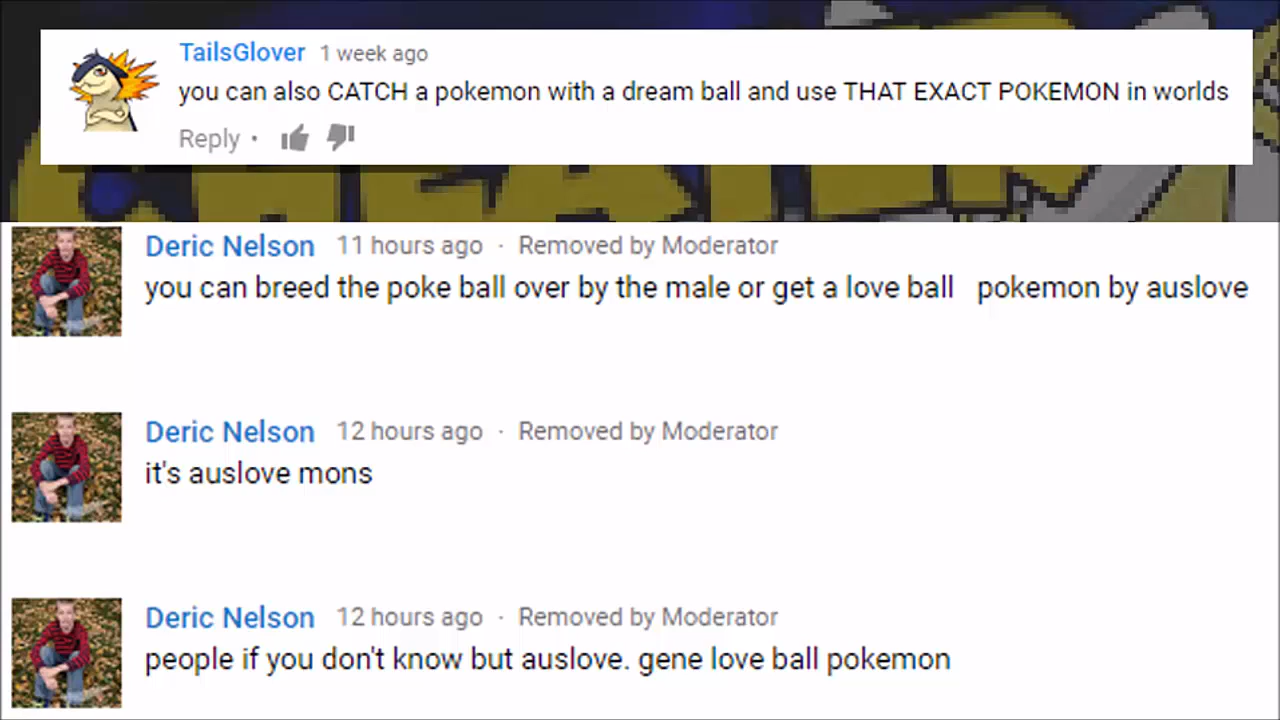 TailsGlover 1 week ago
you can also CATCH a pokemon with a dream ball and use THAT EXACT POKEMON in worlds
Reply •
Deric Nelson 11 hours ago · Removed by Moderator
you can breed the poke ball over by the male or get a love ball   pokemon by auslove
Deric Nelson 12 hours ago · Removed by Moderator
it's auslove mons
Deric Nelson 12 hours ago · Removed by Moderator
people if you don't know but auslove. gene love ball pokemon